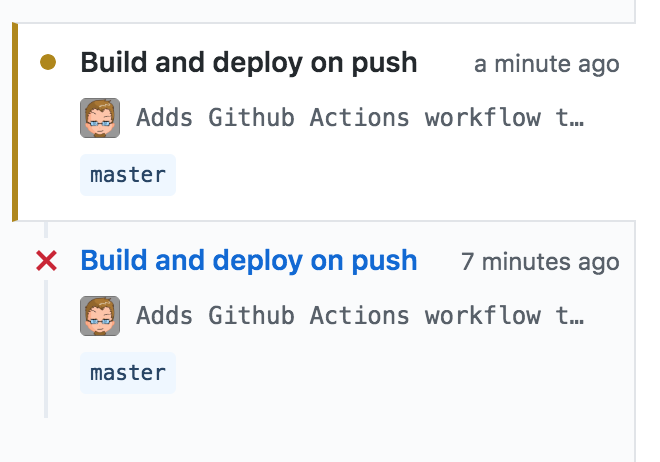 Build and deploy on push a minute ago
Adds Github Actions workflow t…
master
Build and deploy on push 7 minutes ago
Adds Github Actions workflow t…
master